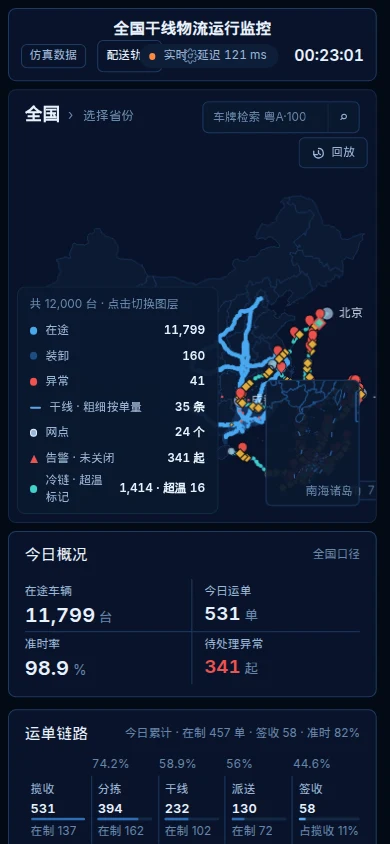 全国干线物流运行监控
仿真数据
配送轨
实时
延迟 121 ms
00:23:01
全国 › 选择省份
车牌检索 粤A·100
回放
北京
共 12,000 台 · 点击切换图层
在途 11,799
装卸 160
异常 41
干线 · 粗细按单量 35 条
网点 24 个
告警 · 未关闭 341 起
冷链 · 超温标记 1,414 · 超温 16
南海诸岛
7
今日概况 全国口径
在途车辆 今日运单
11,799 台 531 单
准时率 待处理异常
98.9 % 341 起
运单链路 今日累计 · 在制 457 单 · 签收 58 · 准时 82%
74.2% 58.9% 56% 44.6%
揽收 分拣 干线 派送 签收
531 394 232 130 58
在制 137 在制 162 在制 102 在制 72 占揽收 11%